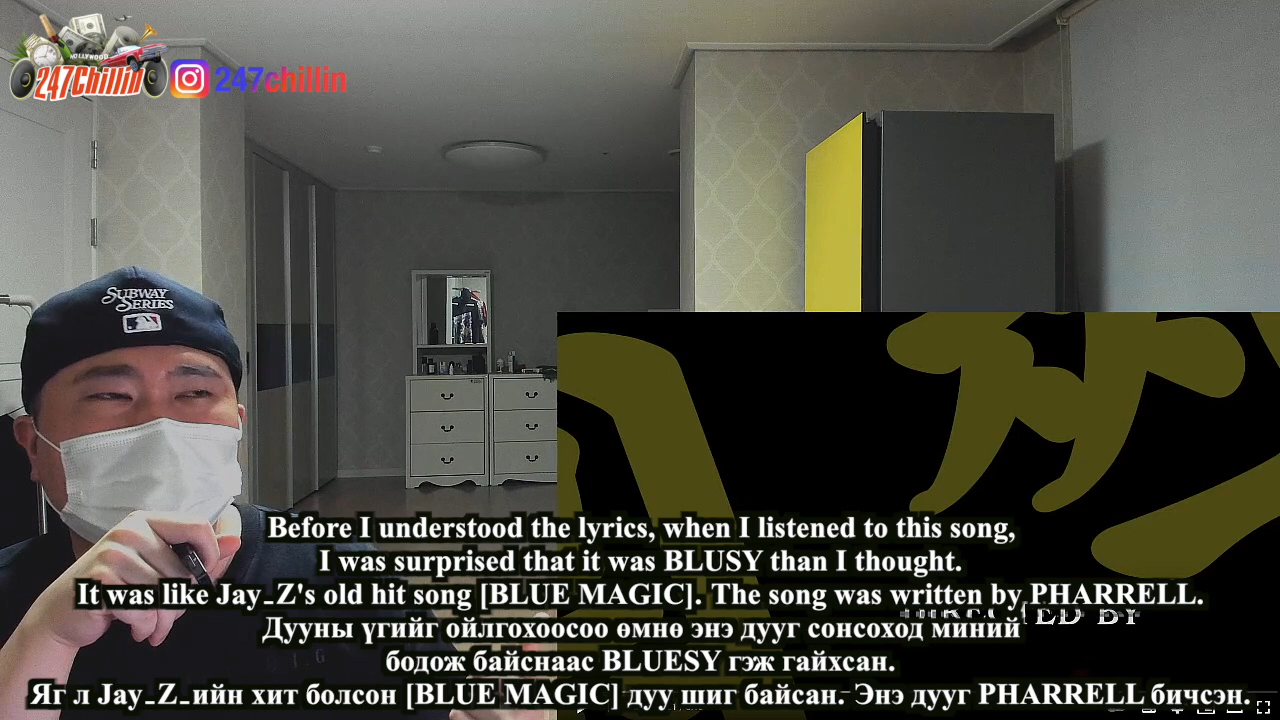 HOLLYWOOD
247Chillin
247chillin
SUBWAY
SERIES
Before I understood the lyrics, when I listened to this song,
I was surprised that it was BLUSY than I thought.
It was like Jay_Z's old hit song [BLUE MAGIC]. The song was written by PHARRELL.
Дууны үгийг ойлгохоосоо өмнө энэ дууг сонсоход миний
бодож байснаас BLUESY гэж гайхсан.
Яг л Jay_Z_ийн хит болсон [BLUE MAGIC] дуу шиг байсан. Энэ дууг PHARRELL бичсэн.